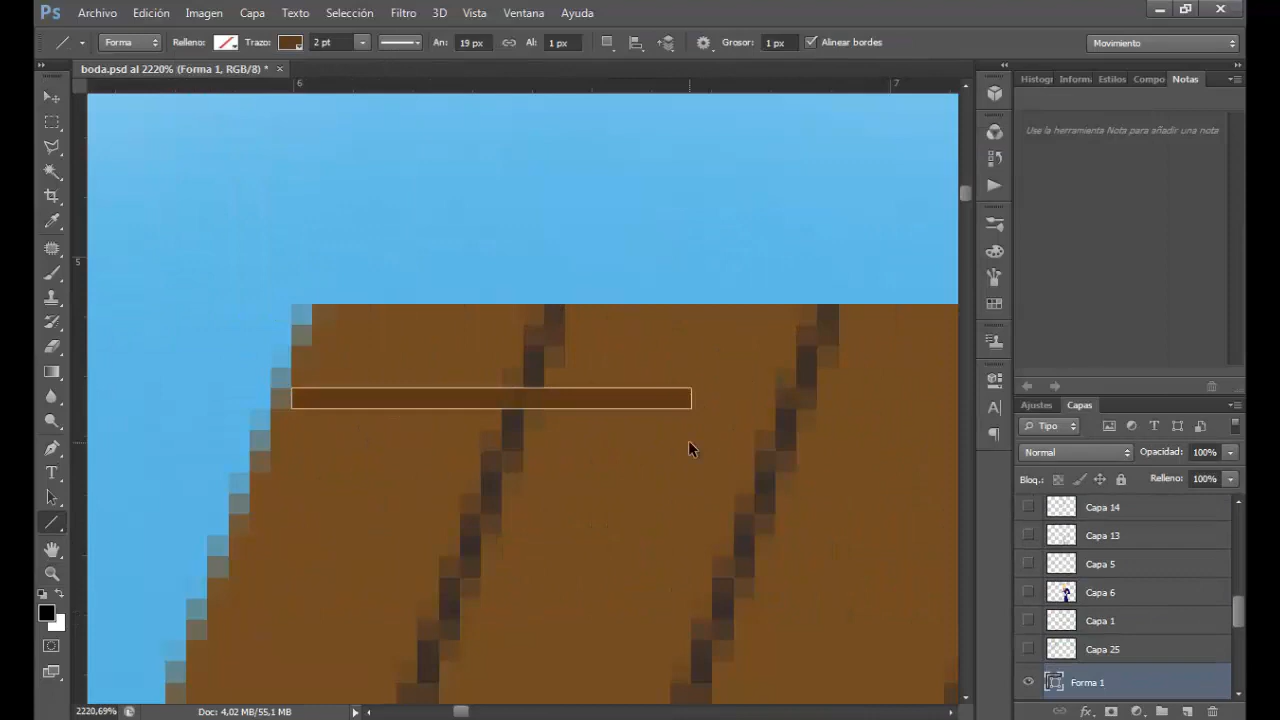 Ps Archivo Edición Imagen Capa Texto Selección Filtro 3D Vista Ventana Ayuda
Forma Relleno: Trazo: 2 pt An: 19 px Al: 1 px Grosor: 1 px Alinear bordes Movimiento
boda.psd al 2220% (Forma 1, RGB/8) * ×
Histogr Informa Estilos Compo Notas
6 7
Use la herramienta Nota para añadir una nota
5
Ajustes Capas
Tipo
Normal Opacidad: 100%
Bloq.: Relleno: 100%
Capa 14
Capa 13
Capa 5
Capa 6
Capa 1
Capa 25
Forma 1
2220,69% Doc: 4,02 MB/55,1 MB